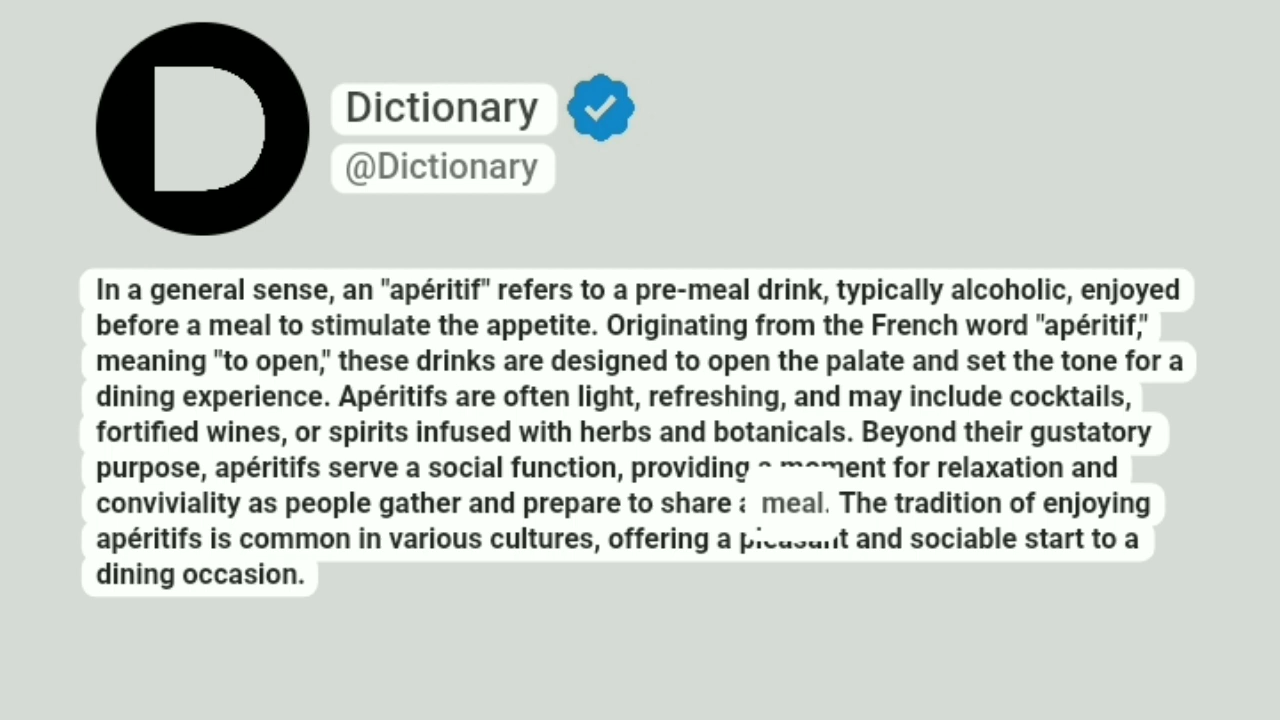 D
Dictionary
@Dictionary
In a general sense, an "apéritif" refers to a pre-meal drink, typically alcoholic, enjoyed
before a meal to stimulate the appetite. Originating from the French word "apéritif,"
meaning "to open," these drinks are designed to open the palate and set the tone for a
dining experience. Apéritifs are often light, refreshing, and may include cocktails,
fortified wines, or spirits infused with herbs and botanicals. Beyond their gustatory
purpose, apéritifs serve a social function, providing a moment for relaxation and
conviviality as people gather and prepare to share a meal. The tradition of enjoying
apéritifs is common in various cultures, offering a pleasant and sociable start to a
dining occasion.